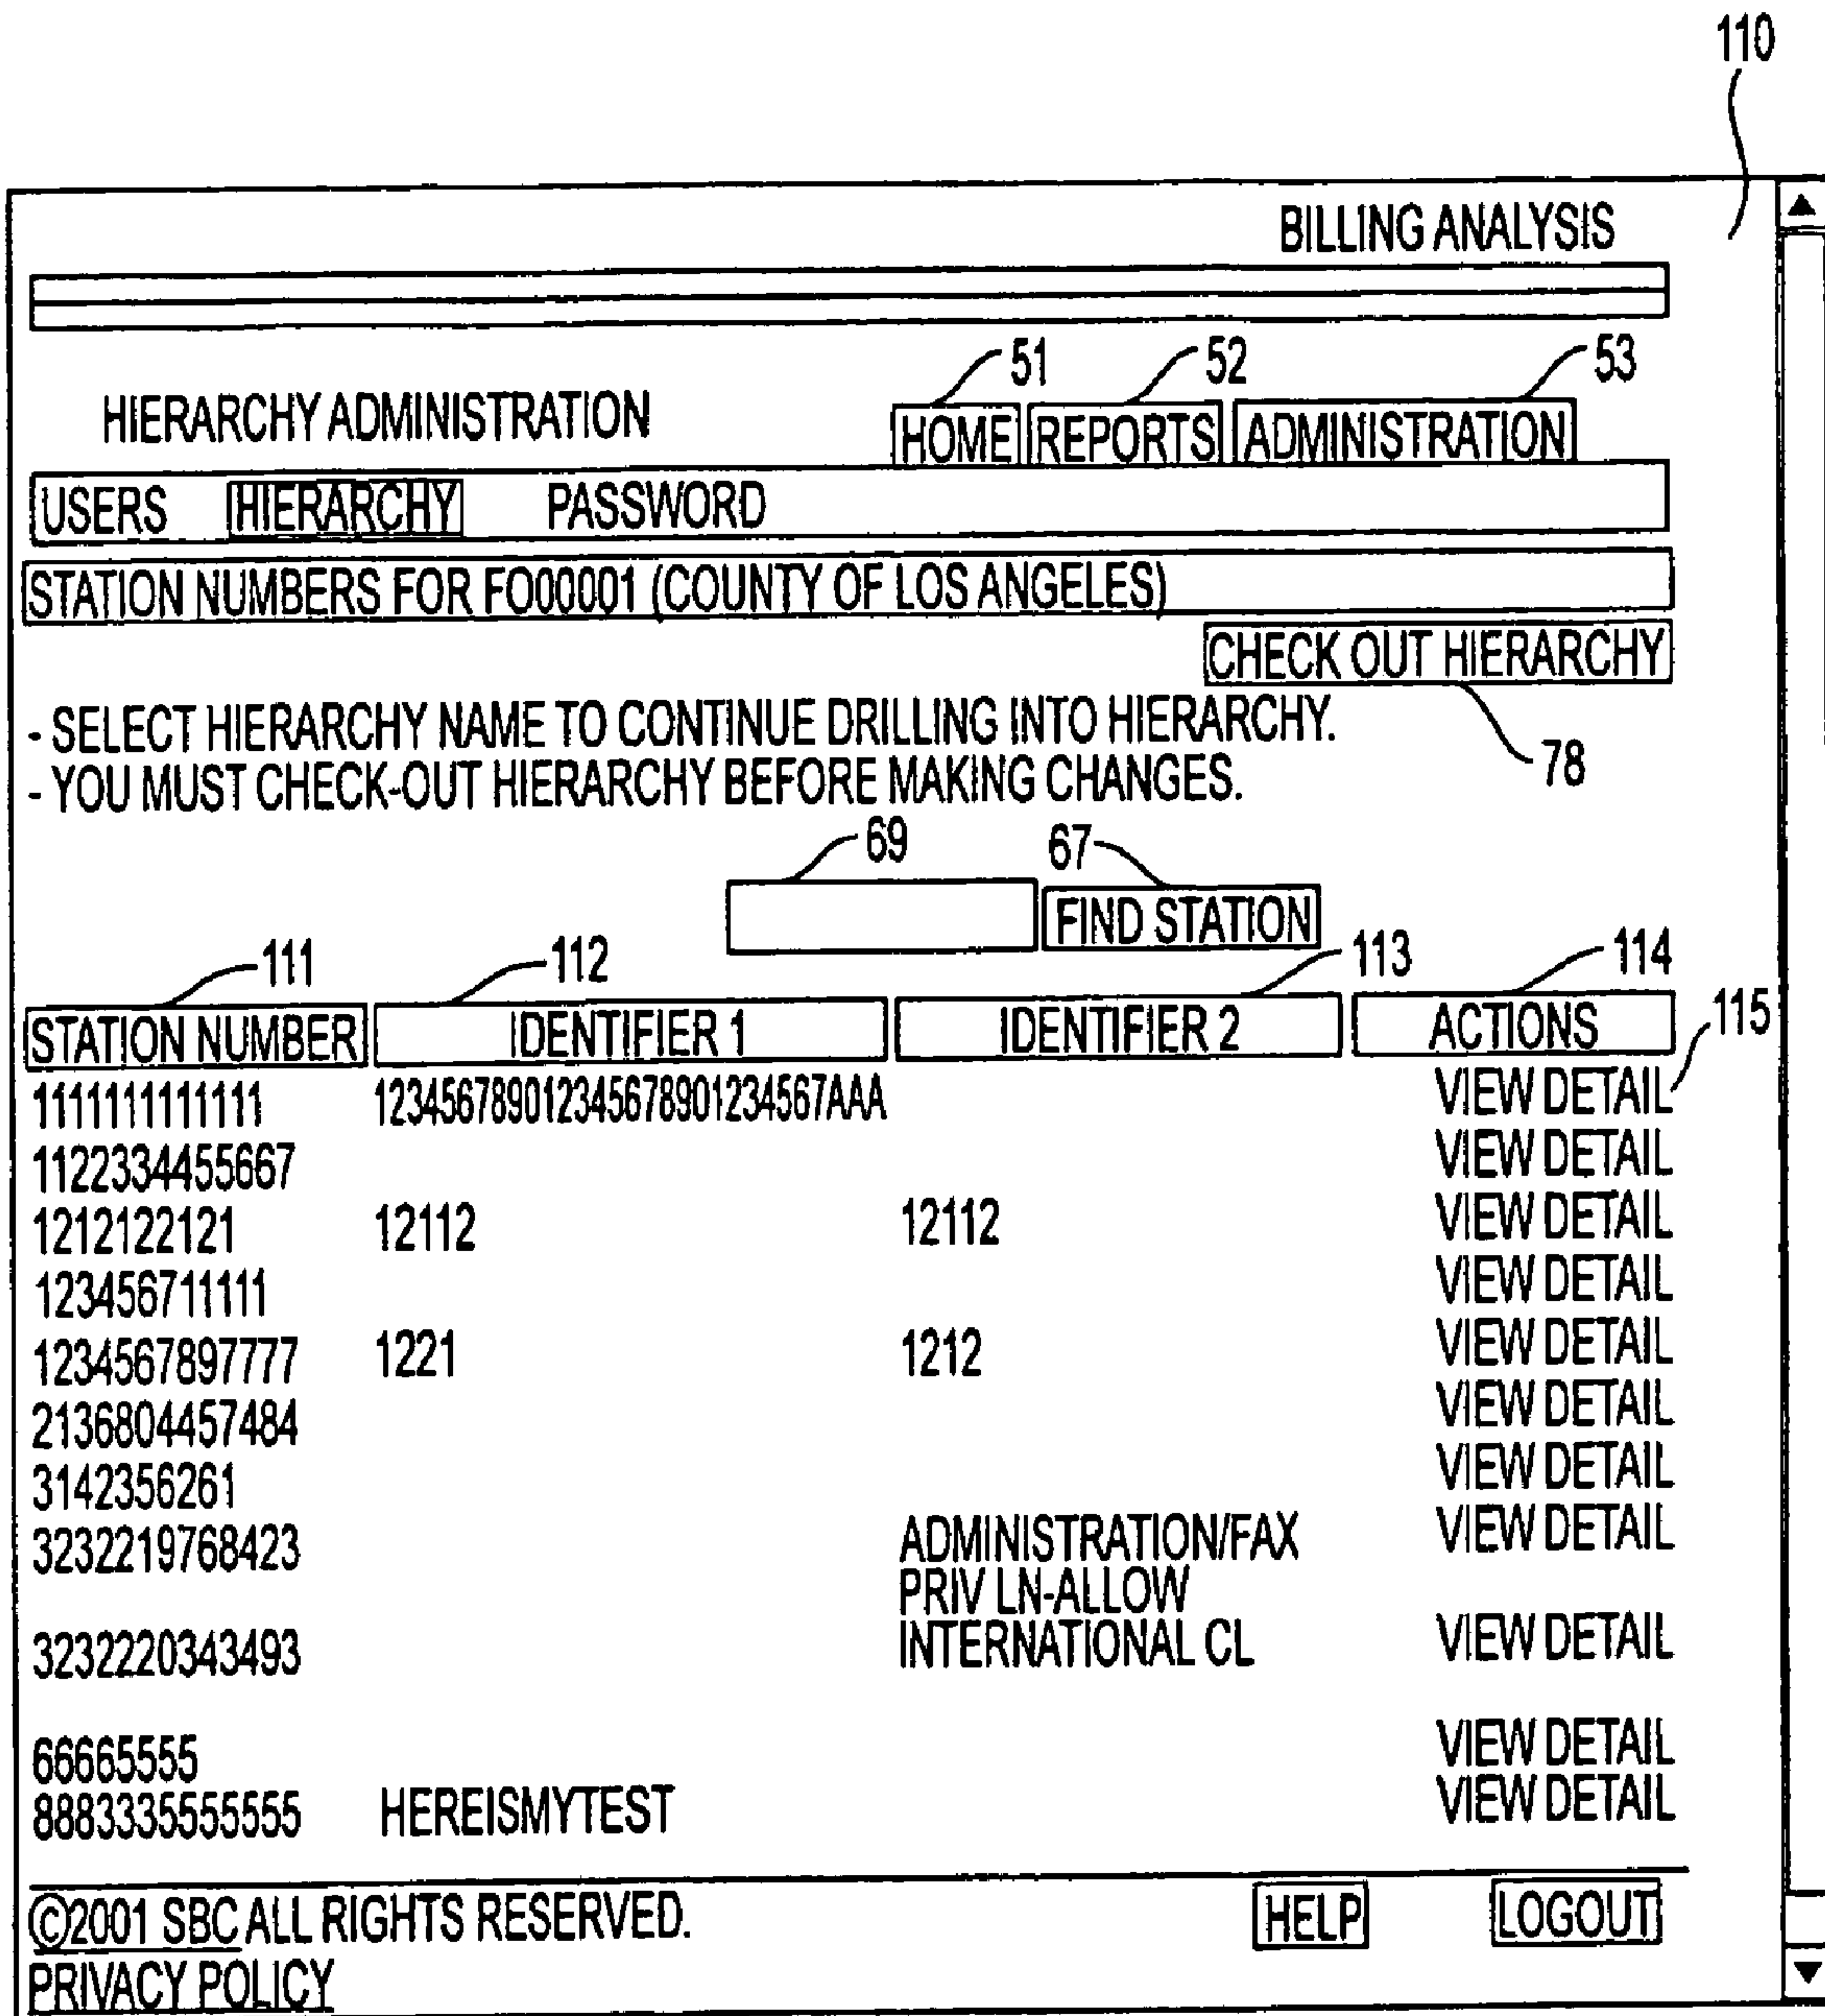 110
BILLING ANALYSIS
51 52 53
HIERARCHY ADMINISTRATION HOME REPORTS ADMINISTRATION
USERS HIERARCHY PASSWORD
STATION NUMBERS FOR FO00001 (COUNTY OF LOS ANGELES)
CHECK OUT HIERARCHY
- SELECT HIERARCHY NAME TO CONTINUE DRILLING INTO HIERARCHY.
- YOU MUST CHECK-OUT HIERARCHY BEFORE MAKING CHANGES.
78
69 67
FIND STATION
111 112 113 114
STATION NUMBER IDENTIFIER 1 IDENTIFIER 2 ACTIONS 115
1111111111111 123456789012345678901234567AAA VIEW DETAIL
1122334455667 VIEW DETAIL
1212122121 12112 12112 VIEW DETAIL
123456711111 VIEW DETAIL
1234567897777 1221 1212 VIEW DETAIL
2136804457484 VIEW DETAIL
3142356261 VIEW DETAIL
3232219768423 ADMINISTRATION/FAX VIEW DETAIL
PRIV LN-ALLOW
3232220343493 INTERNATIONAL CL VIEW DETAIL
66665555 VIEW DETAIL
8883335555555 HEREISMYTEST VIEW DETAIL
©2001 SBC ALL RIGHTS RESERVED. HELP LOGOUT
PRIVACY POLICY